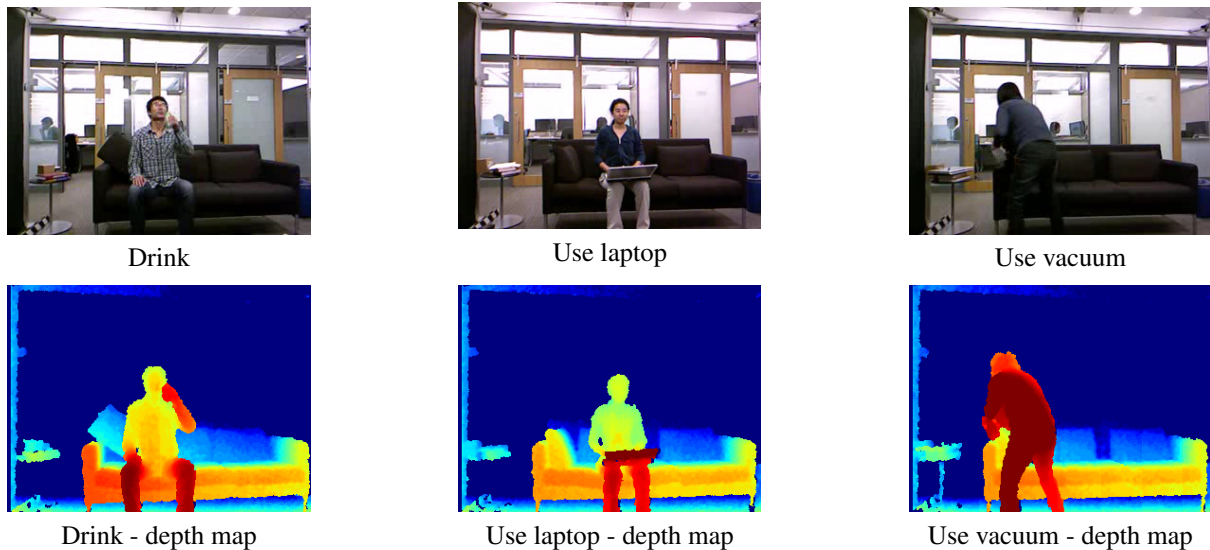 Drink
Use laptop
Use vacuum
Drink - depth map
Use laptop - depth map
Use vacuum - depth map